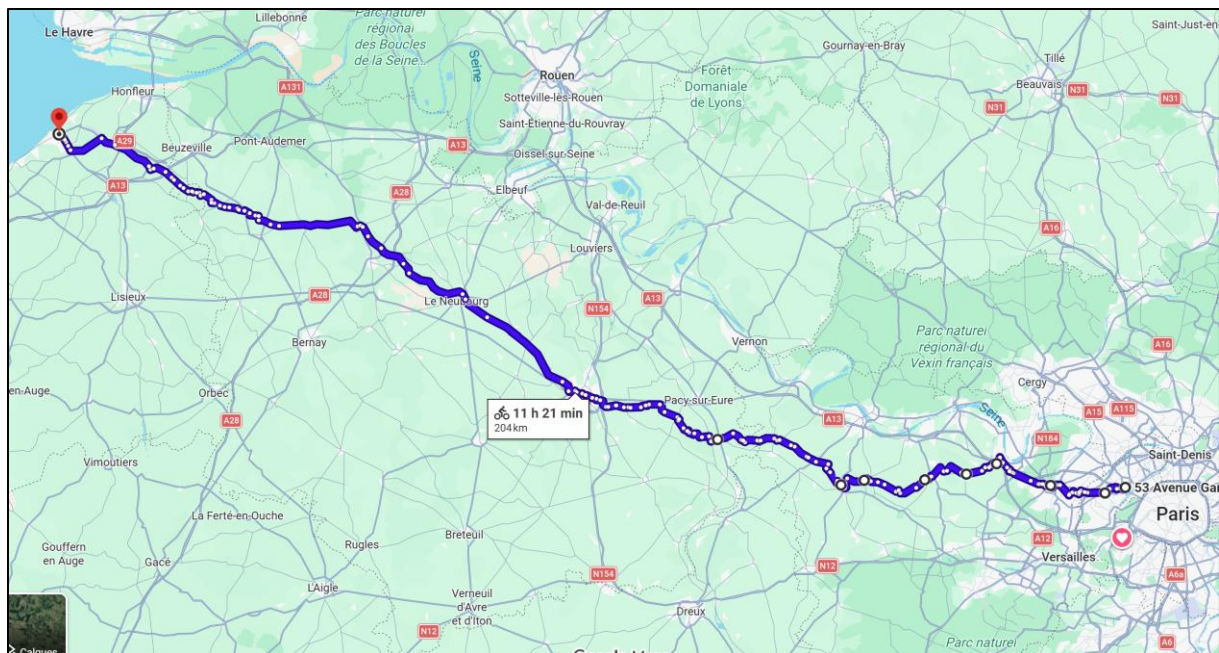 Lillebonne
Saint-Just-en-
Le Havre
Parc naturel
régional
des Boucles
de la Seine...
Seine
Gournay-en-Bray
Tillé
Rouen
Beauvais
N31
N31
N31
Honfleur
A131
Sotteville-lès-Rouen
Forêt
Domaniale
de Lyons
Saint-Étienne-du-Rouvray
A29
Beuzeville
Pont-Audemer
A13
Oissel-sur-Seine
A13
A28
Elbeuf
Val-de-Reuil
A16
Louviers
Lisieux
A28
Le Neubourg
N154
A13
Bernay
Vernon
Parc naturel
régional du
Vexin français
A16
en-Auge
Orbec
Pacy-sur-Eure
Cergy
11 h 21 min
204 km
A13
A15
A115
A28
Seine
N184
Saint-Denis
Vimoutiers
53 Avenue Gar
Paris
La Ferté-en-Ouche
Breteuil
A12
Versailles
Gouffern
en Auge
Gacé
Rugles
N12
A6a
L'Aigle
Verneuil
d'Avre
et d'Iton
N154
Dreux
N12
Parc naturel
A6
Calques